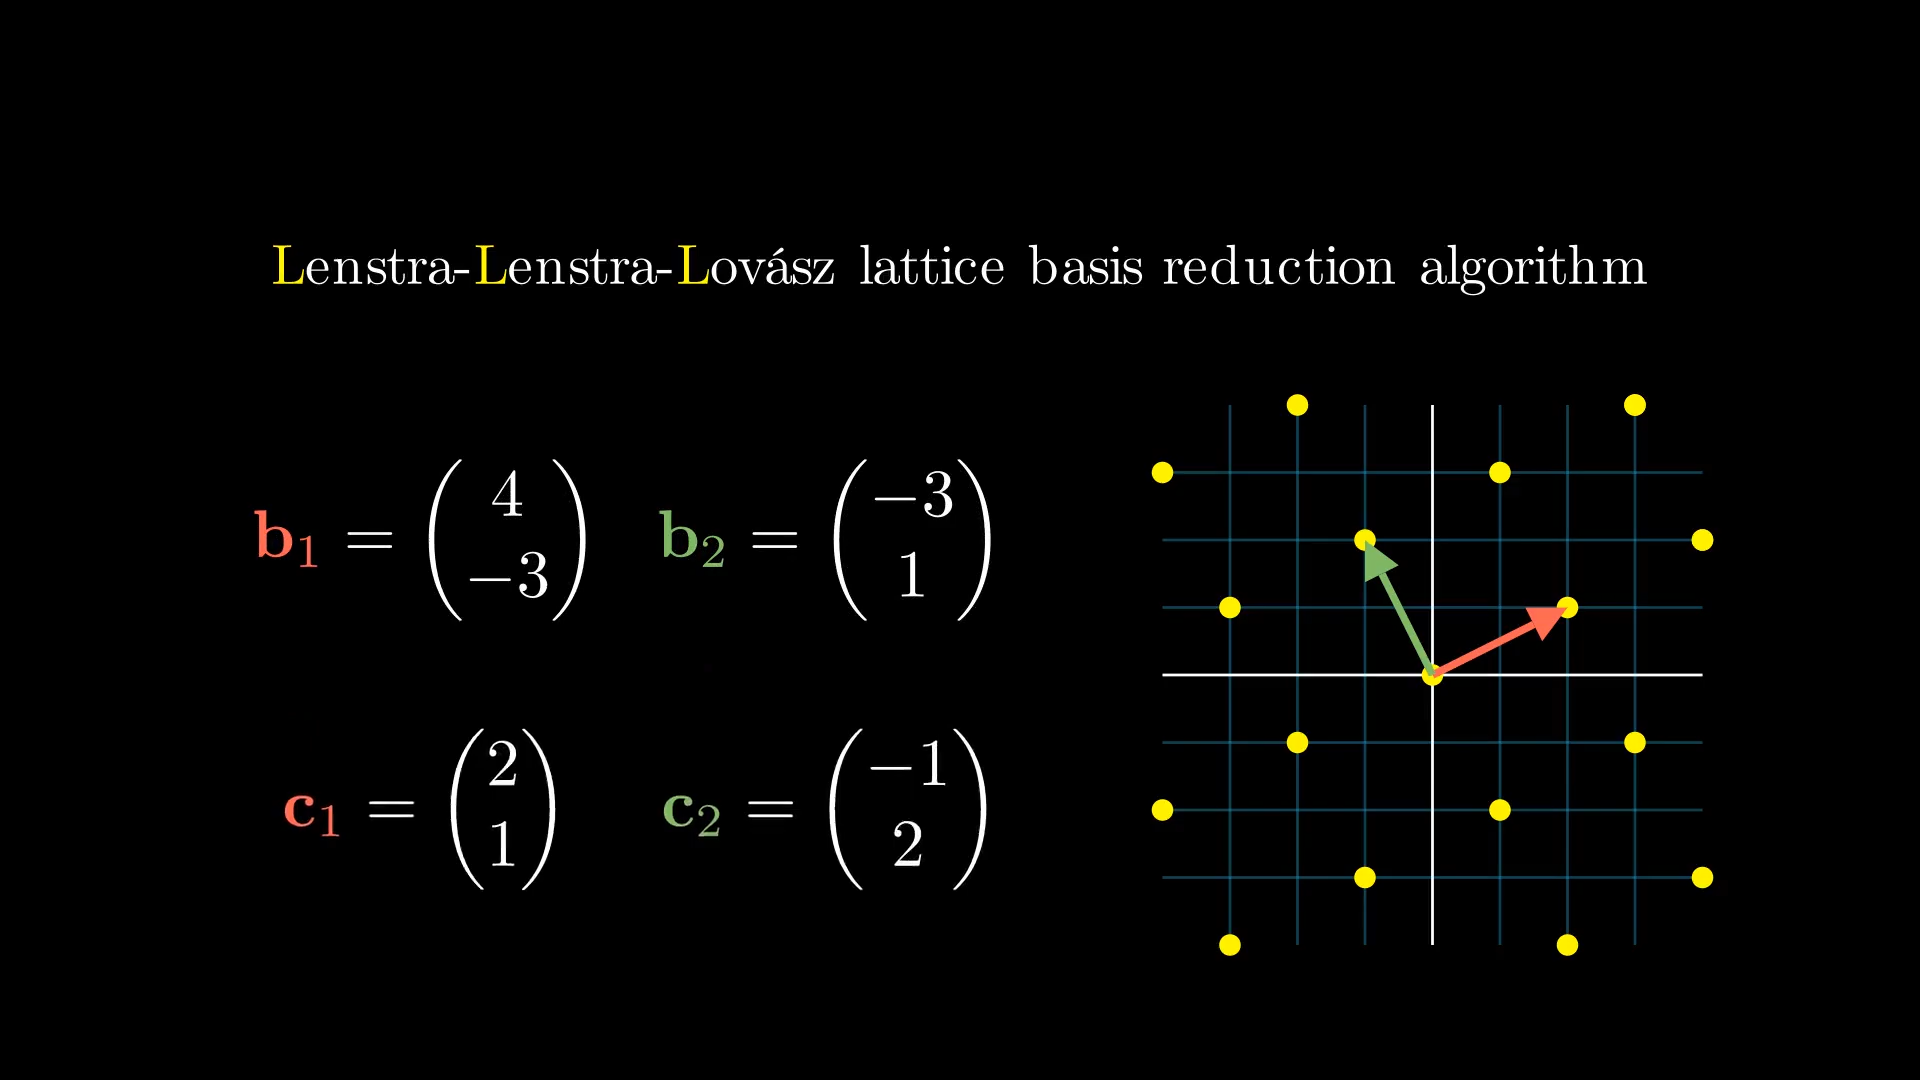 Lenstra-Lenstra-Lovász lattice basis reduction algorithm
b₁ = (4 −3) b₂ = (−3 1)
c₁ = (2 1) c₂ = (−1 2)